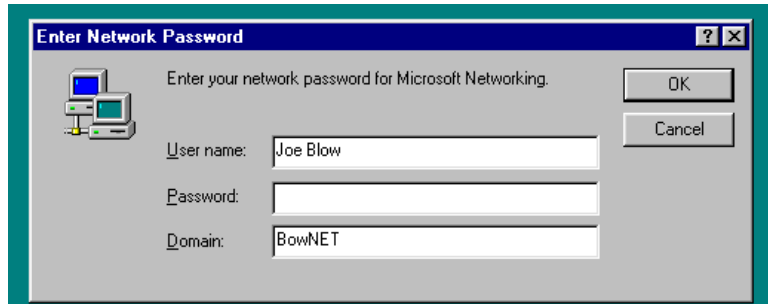 Enter Network Password
Enter your network password for Microsoft Networking.
OK
Cancel
User name: Joe Blow
Password:
Domain: BowNET